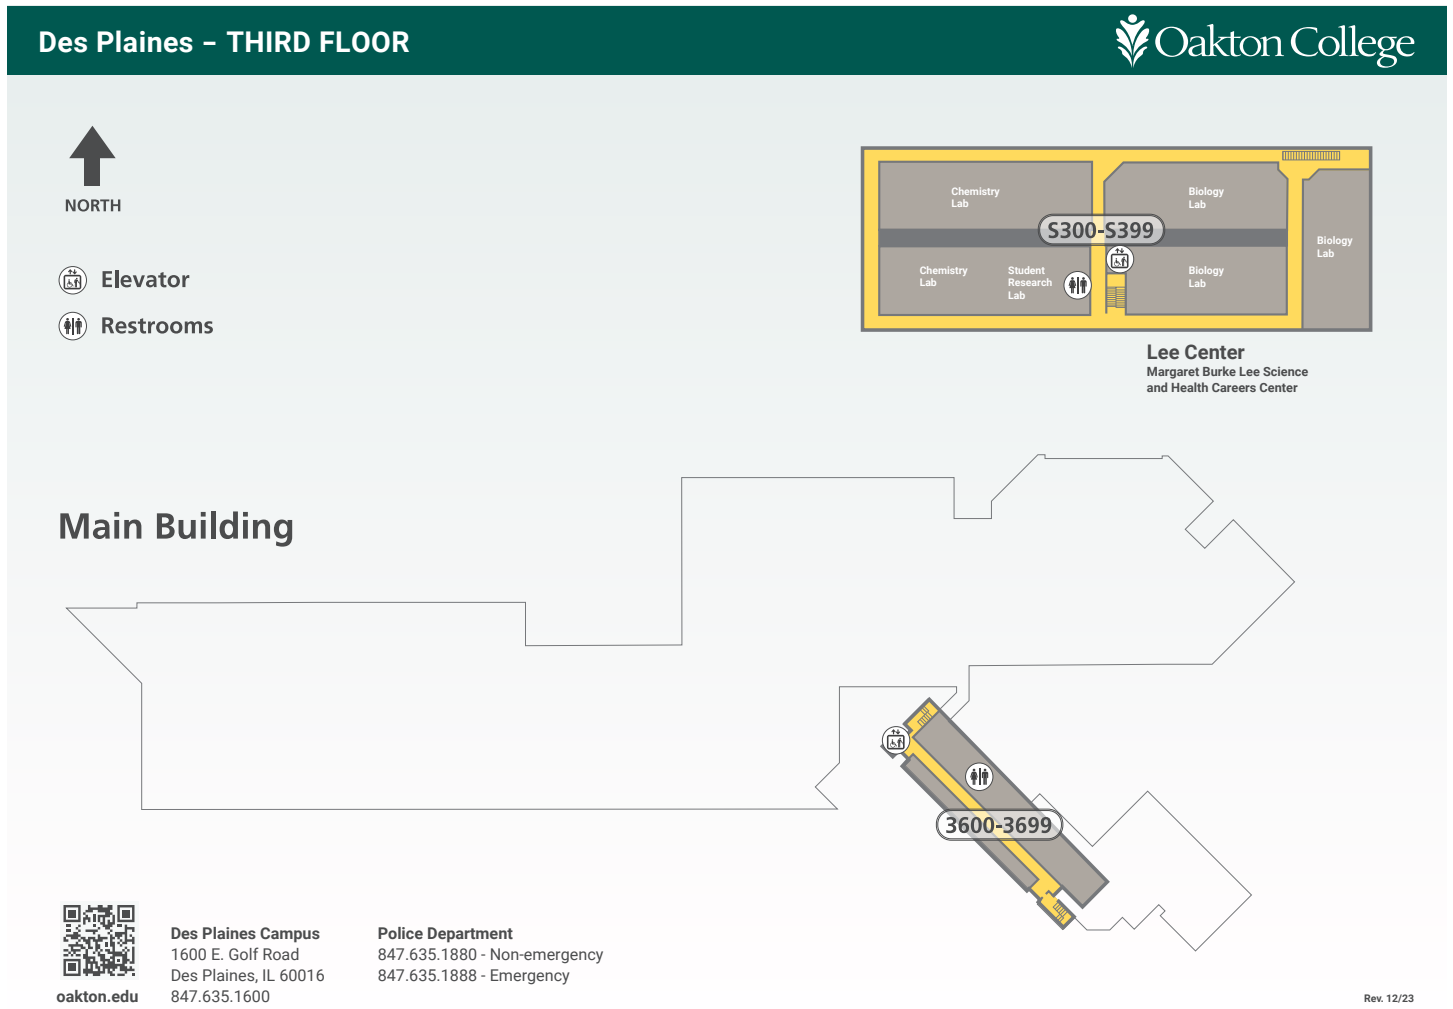 Des Plaines – THIRD FLOOR
Oakton College
NORTH
Elevator
Restrooms
Chemistry
Lab
Biology
Lab
Biology
Lab
S300-S399
Chemistry
Lab
Student
Research
Lab
Biology
Lab
Lee Center
Margaret Burke Lee Science
and Health Careers Center
Main Building
3600-3699
oakton.edu
Des Plaines Campus
1600 E. Golf Road
Des Plaines, IL 60016
847.635.1600
Police Department
847.635.1880 - Non-emergency
847.635.1888 - Emergency
Rev. 12/23